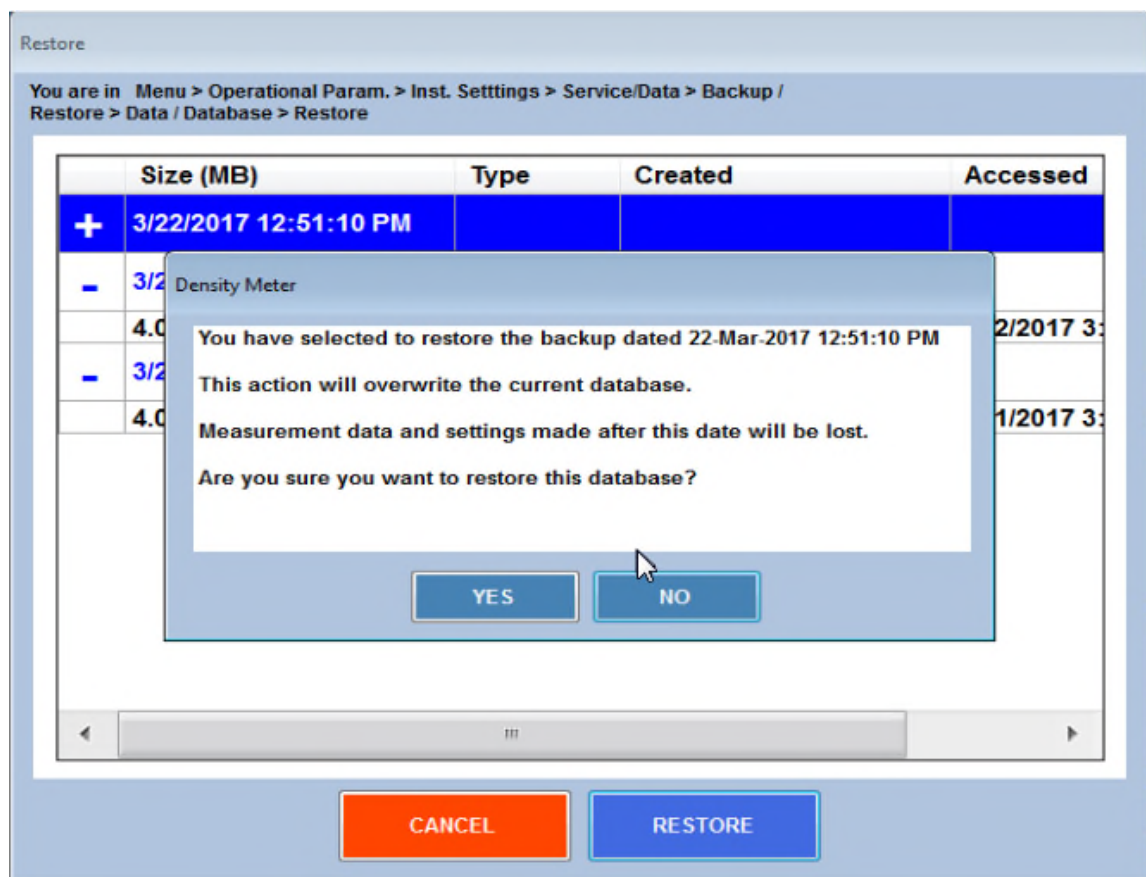 Restore
You are in Menu > Operational Param. > Inst. Setttings > Service/Data > Backup /
Restore > Data / Database > Restore
Size (MB) Type Created Accessed
+ 3/22/2017 12:51:10 PM
- 3/2
Density Meter
4.0 2/2017 3:
You have selected to restore the backup dated 22-Mar-2017 12:51:10 PM
- 3/2
This action will overwrite the current database.
4.0 1/2017 3:
Measurement data and settings made after this date will be lost.
Are you sure you want to restore this database?
YES NO
CANCEL RESTORE